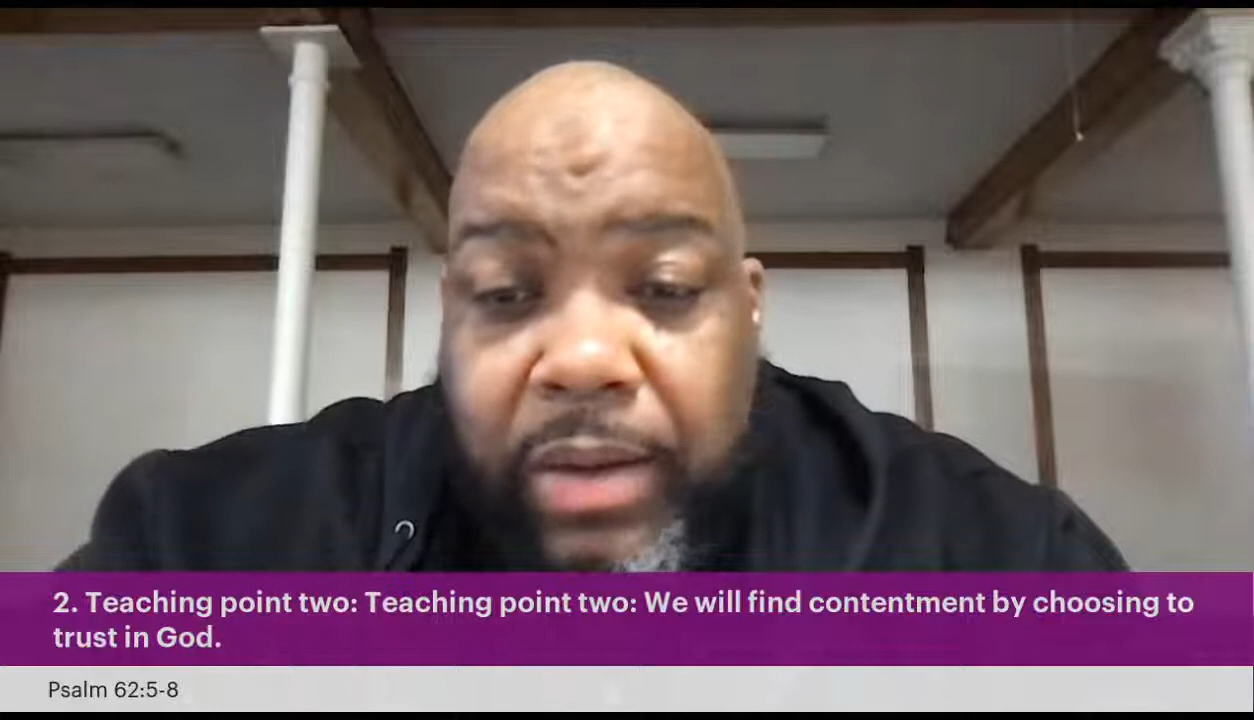 2. Teaching point two: Teaching point two: We will find contentment by choosing to
trust in God.
Psalm 62:5-8